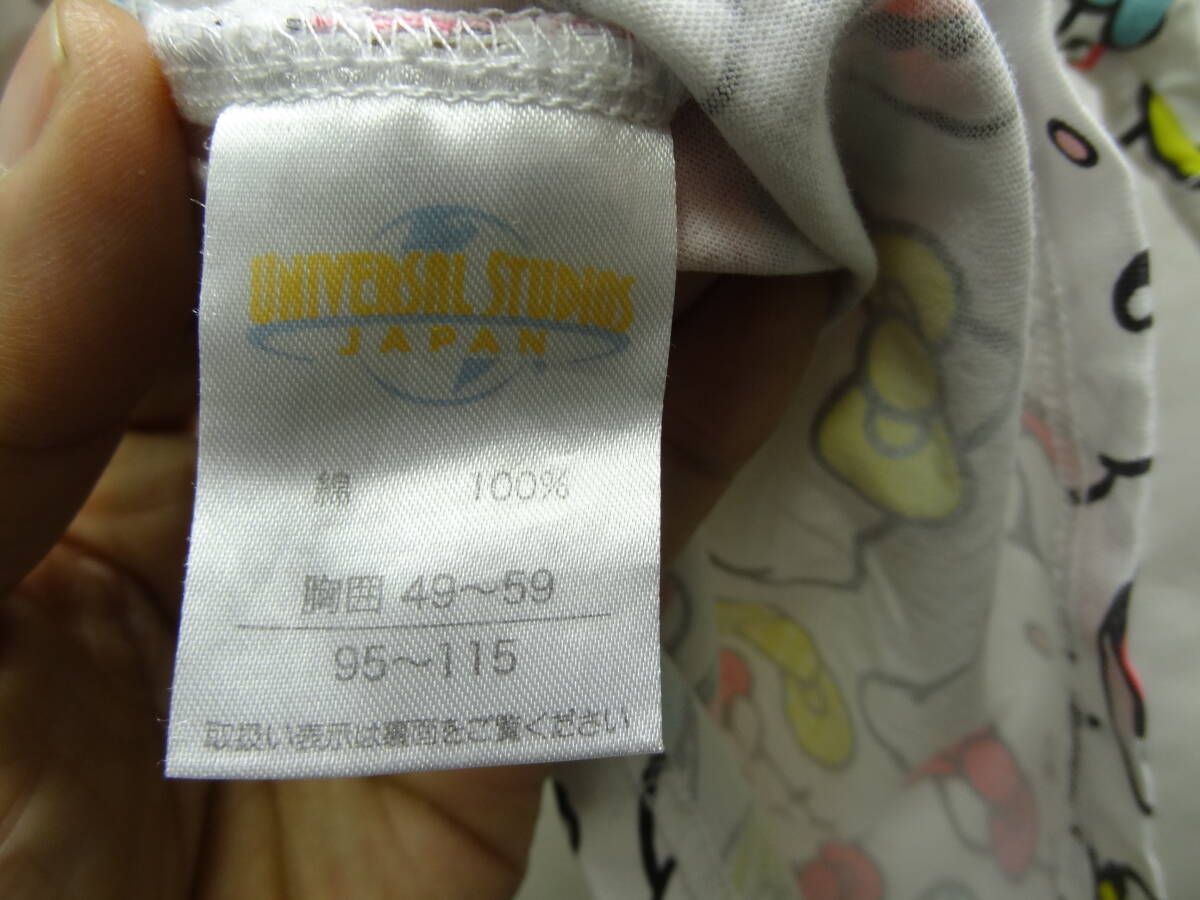 UNIVERSAL STUDIOS
JAPAN
綿 100%
胸囲 49〜59
95〜115
取扱い表示は裏面をご覧ください